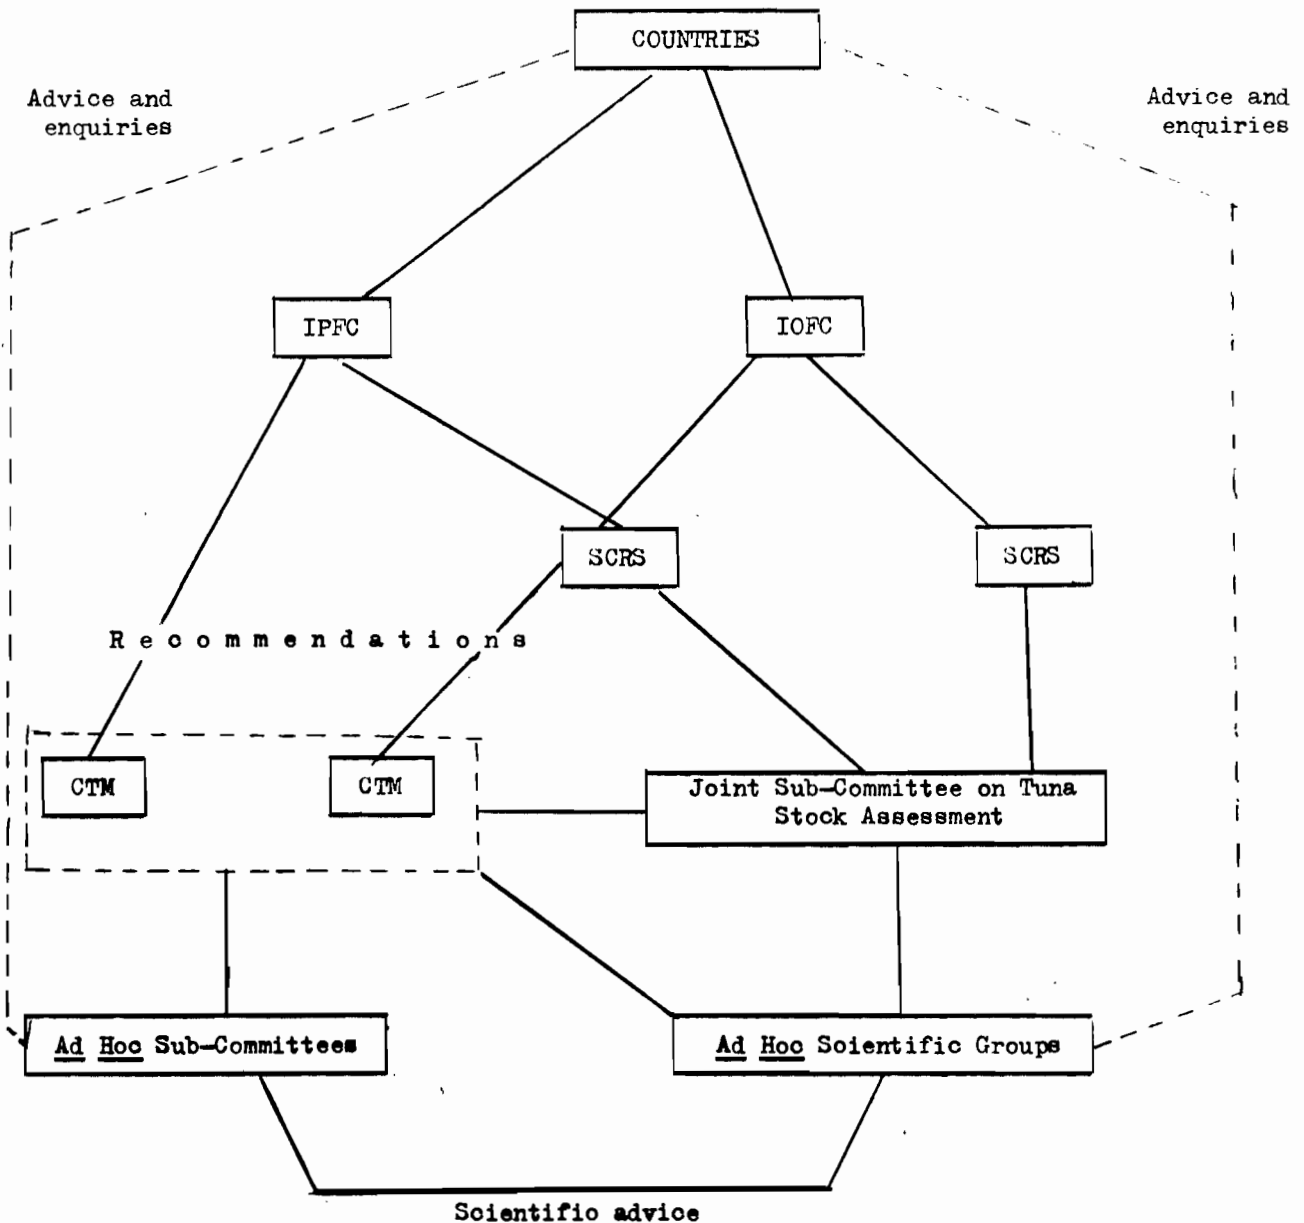 COUNTRIES
Advice and
enquiries
Advice and
enquiries
IPFC
IOFC
SCRS
SCRS
Recommendations
CTM
CTM
Joint Sub-Committee on Tuna
Stock Assessment
Ad Hoc Sub-Committees
Ad Hoc Scientific Groups
Scientific advice